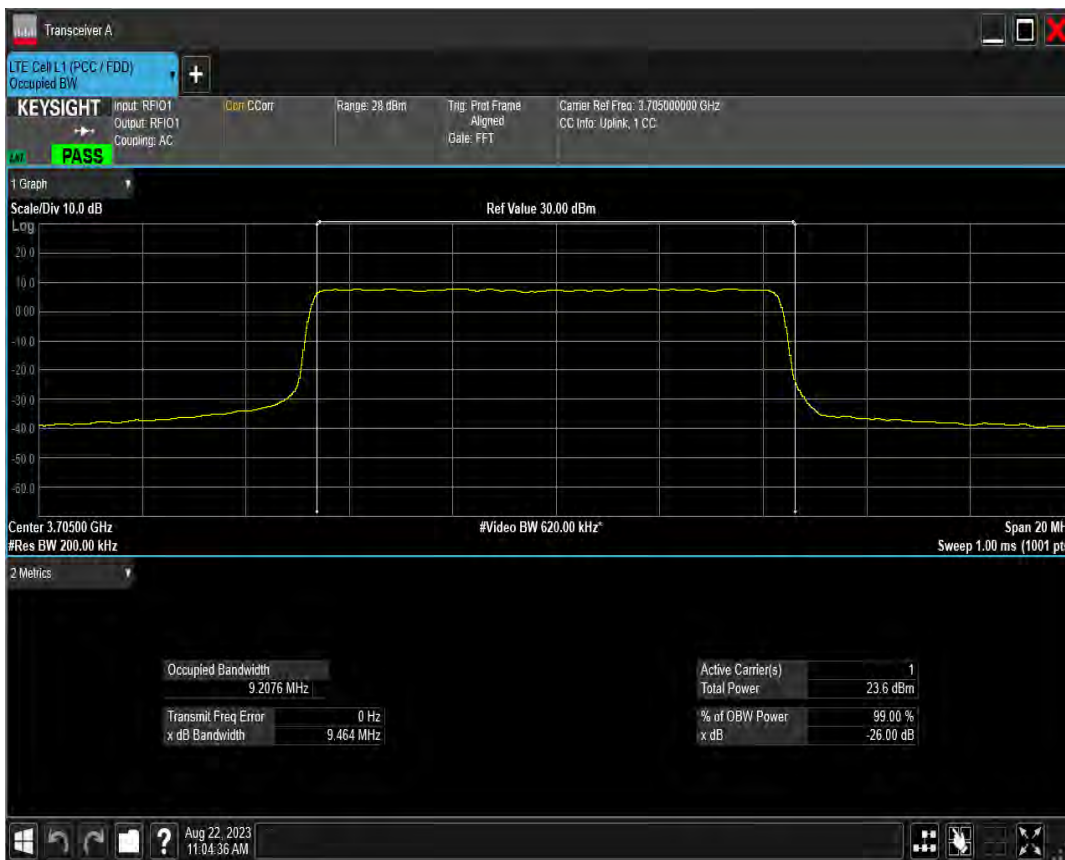 Transceiver A
LTE Cell L1 (PCC / FDD)
Occupied BW
+
KEYSIGHT
PASS
Input: RFIO1
Output: RFIO1
Coupling: AC
Corr CCorr
Range: 28 dBm
Trig: Prot Frame
Aligned
Gate: FFT
Carrier Ref Freq: 3.705000000 GHz
CC Info: Uplink, 1 CC
1 Graph
Scale/Div 10.0 dB
Ref Value 30.00 dBm
Log
20.0
10.0
0.00
-10.0
-20.0
-30.0
-40.0
-50.0
-60.0
Center 3.70500 GHz
#Video BW 620.00 kHz*
Span 20 MH
#Res BW 200.00 kHz
Sweep 1.00 ms (1001 pt
2 Metrics
Occupied Bandwidth
9.2076 MHz
Transmit Freq Error 0 Hz
x dB Bandwidth 9.464 MHz
Active Carrier(s) 1
Total Power 23.6 dBm
% of OBW Power 99.00 %
x dB -26.00 dB
?
Aug 22, 2023
11:04:36 AM